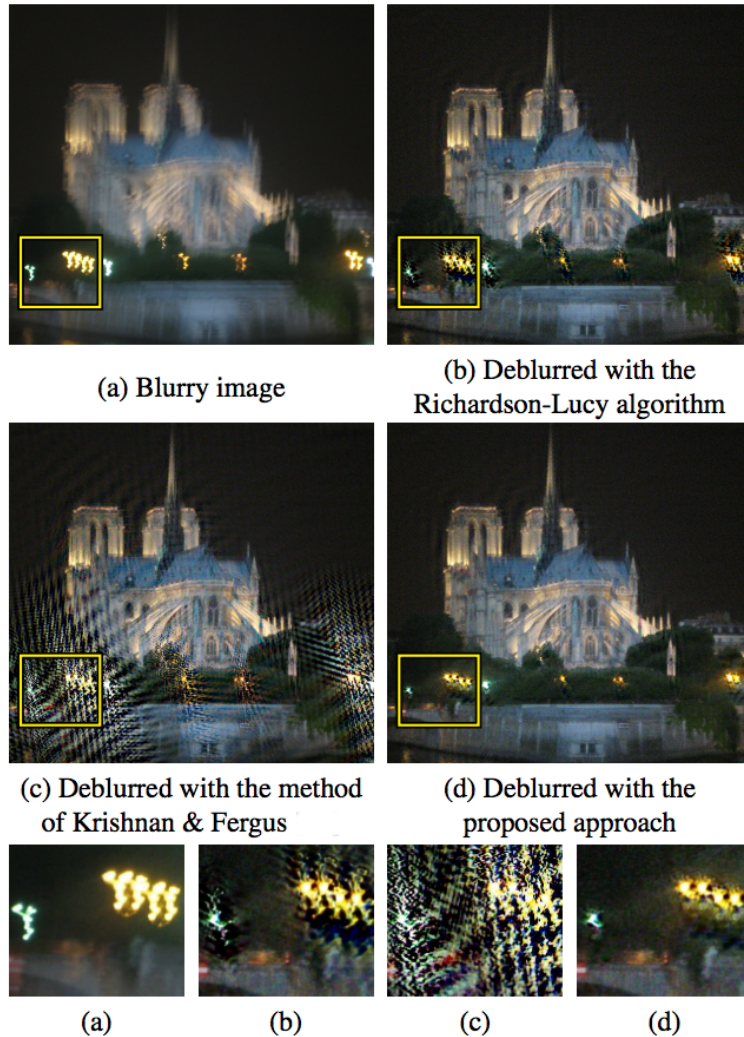 (a) Blurry image
(b) Deblurred with the
Richardson-Lucy algorithm
(c) Deblurred with the method
of Krishnan & Fergus
(d) Deblurred with the
proposed approach
(a)
(b)
(c)
(d)